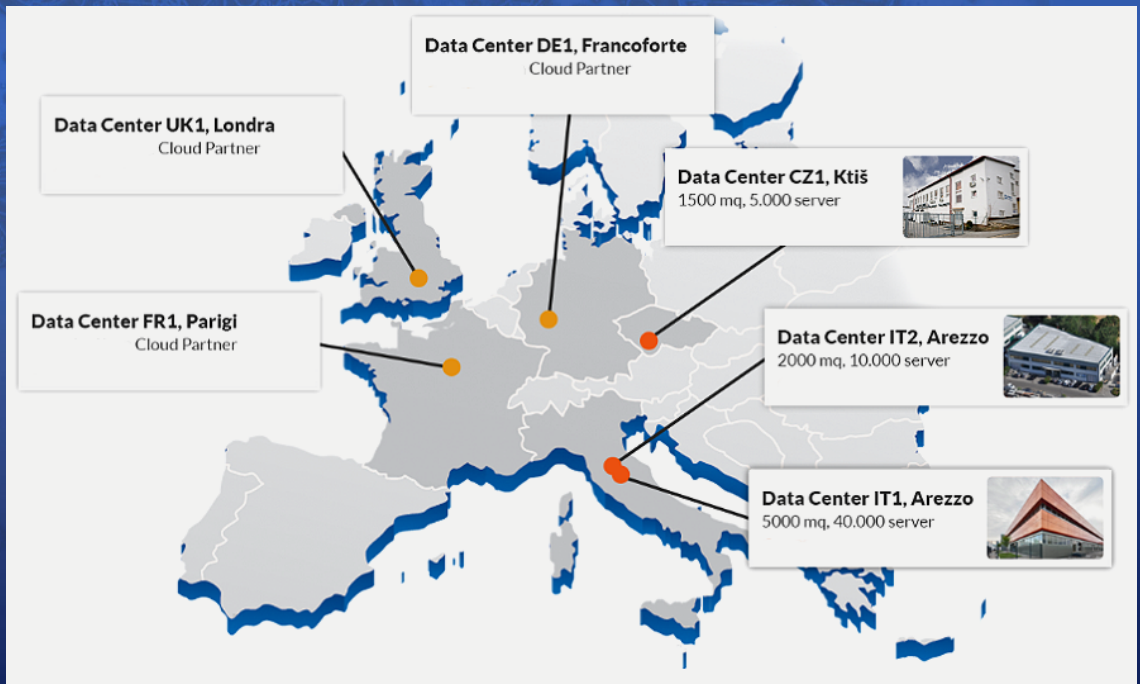 Data Center DE1, Francoforte
Cloud Partner
Data Center UK1, Londra
Cloud Partner
Data Center CZ1, Ktiš
1500 mq, 5.000 server
Data Center FR1, Parigi
Cloud Partner
Data Center IT2, Arezzo
2000 mq, 10.000 server
Data Center IT1, Arezzo
5000 mq, 40.000 server